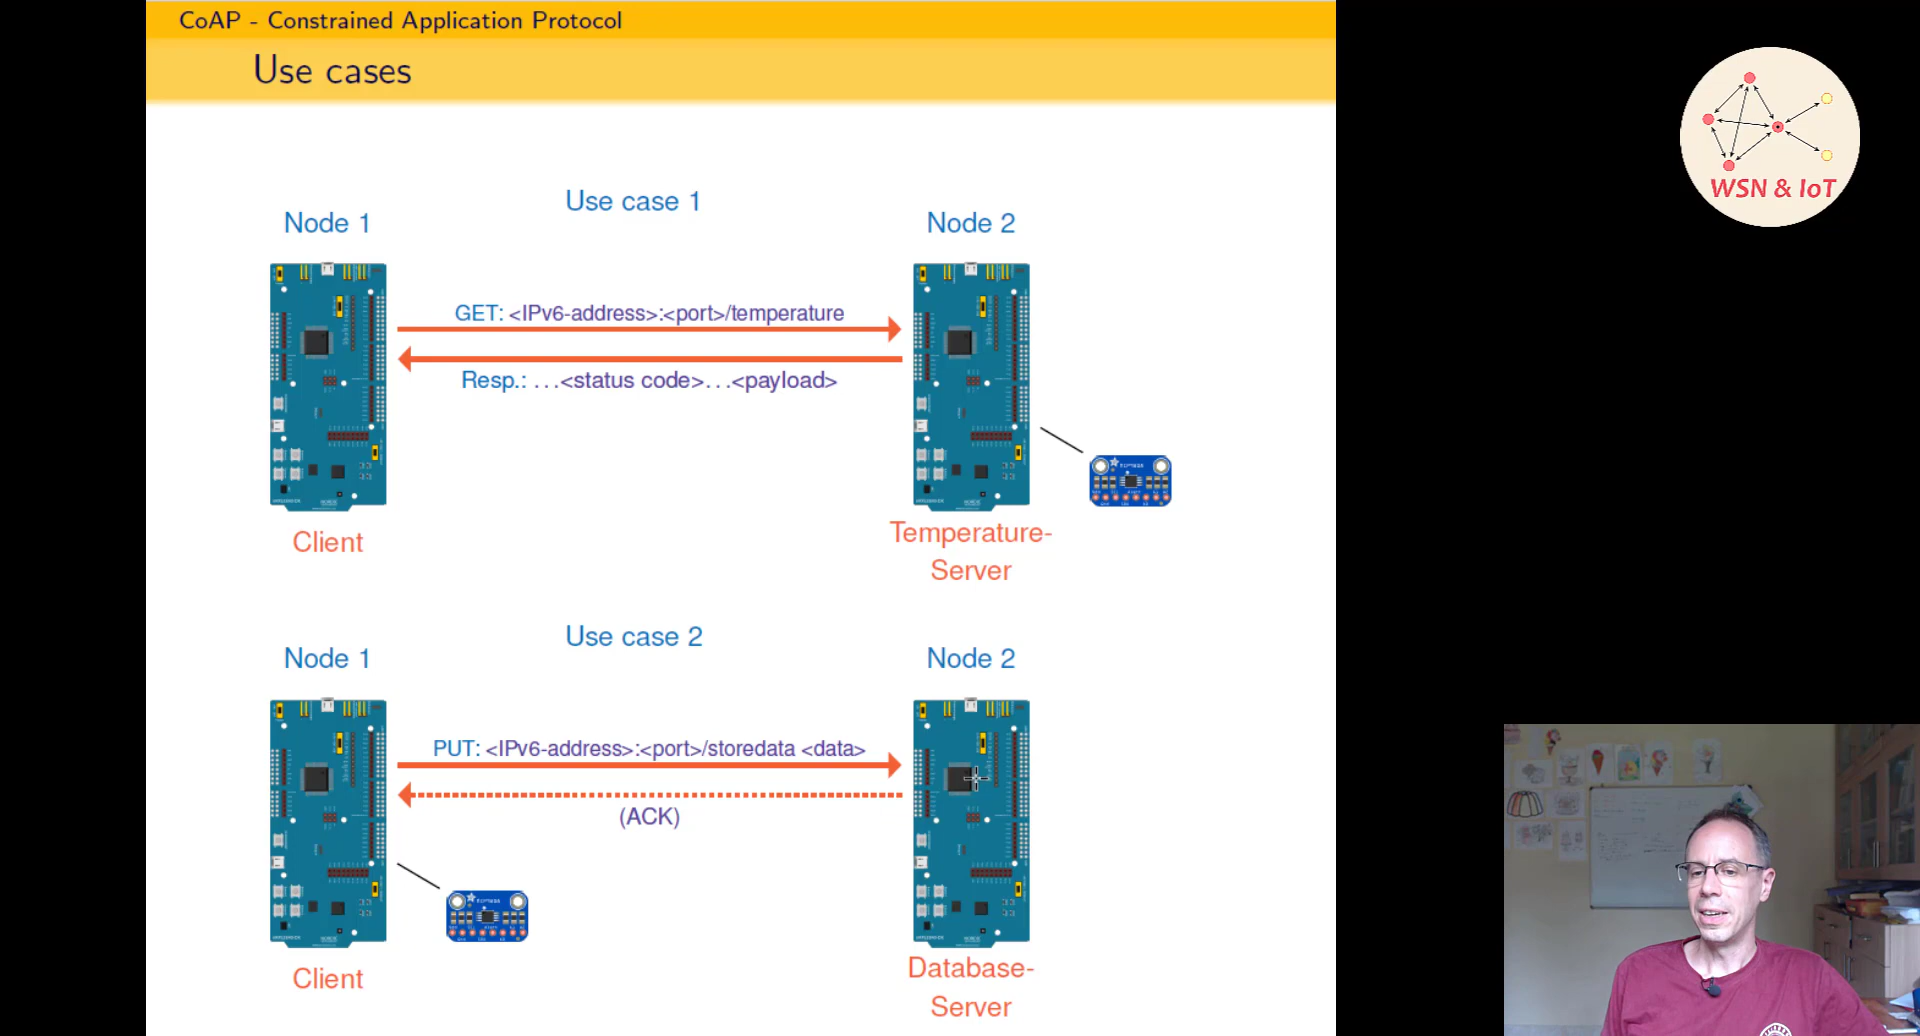 CoAP - Constrained Application Protocol
Use cases
Use case 1
Node 1
Node 2
GET: <IPv6-address>:<port>/temperature
Resp.: ...<status code>...<payload>
Client
Temperature-
Server
Use case 2
Node 1
Node 2
PUT: <IPv6-address>:<port>/storedata <data>
(ACK)
Client
Database-
Server
WSN & IoT